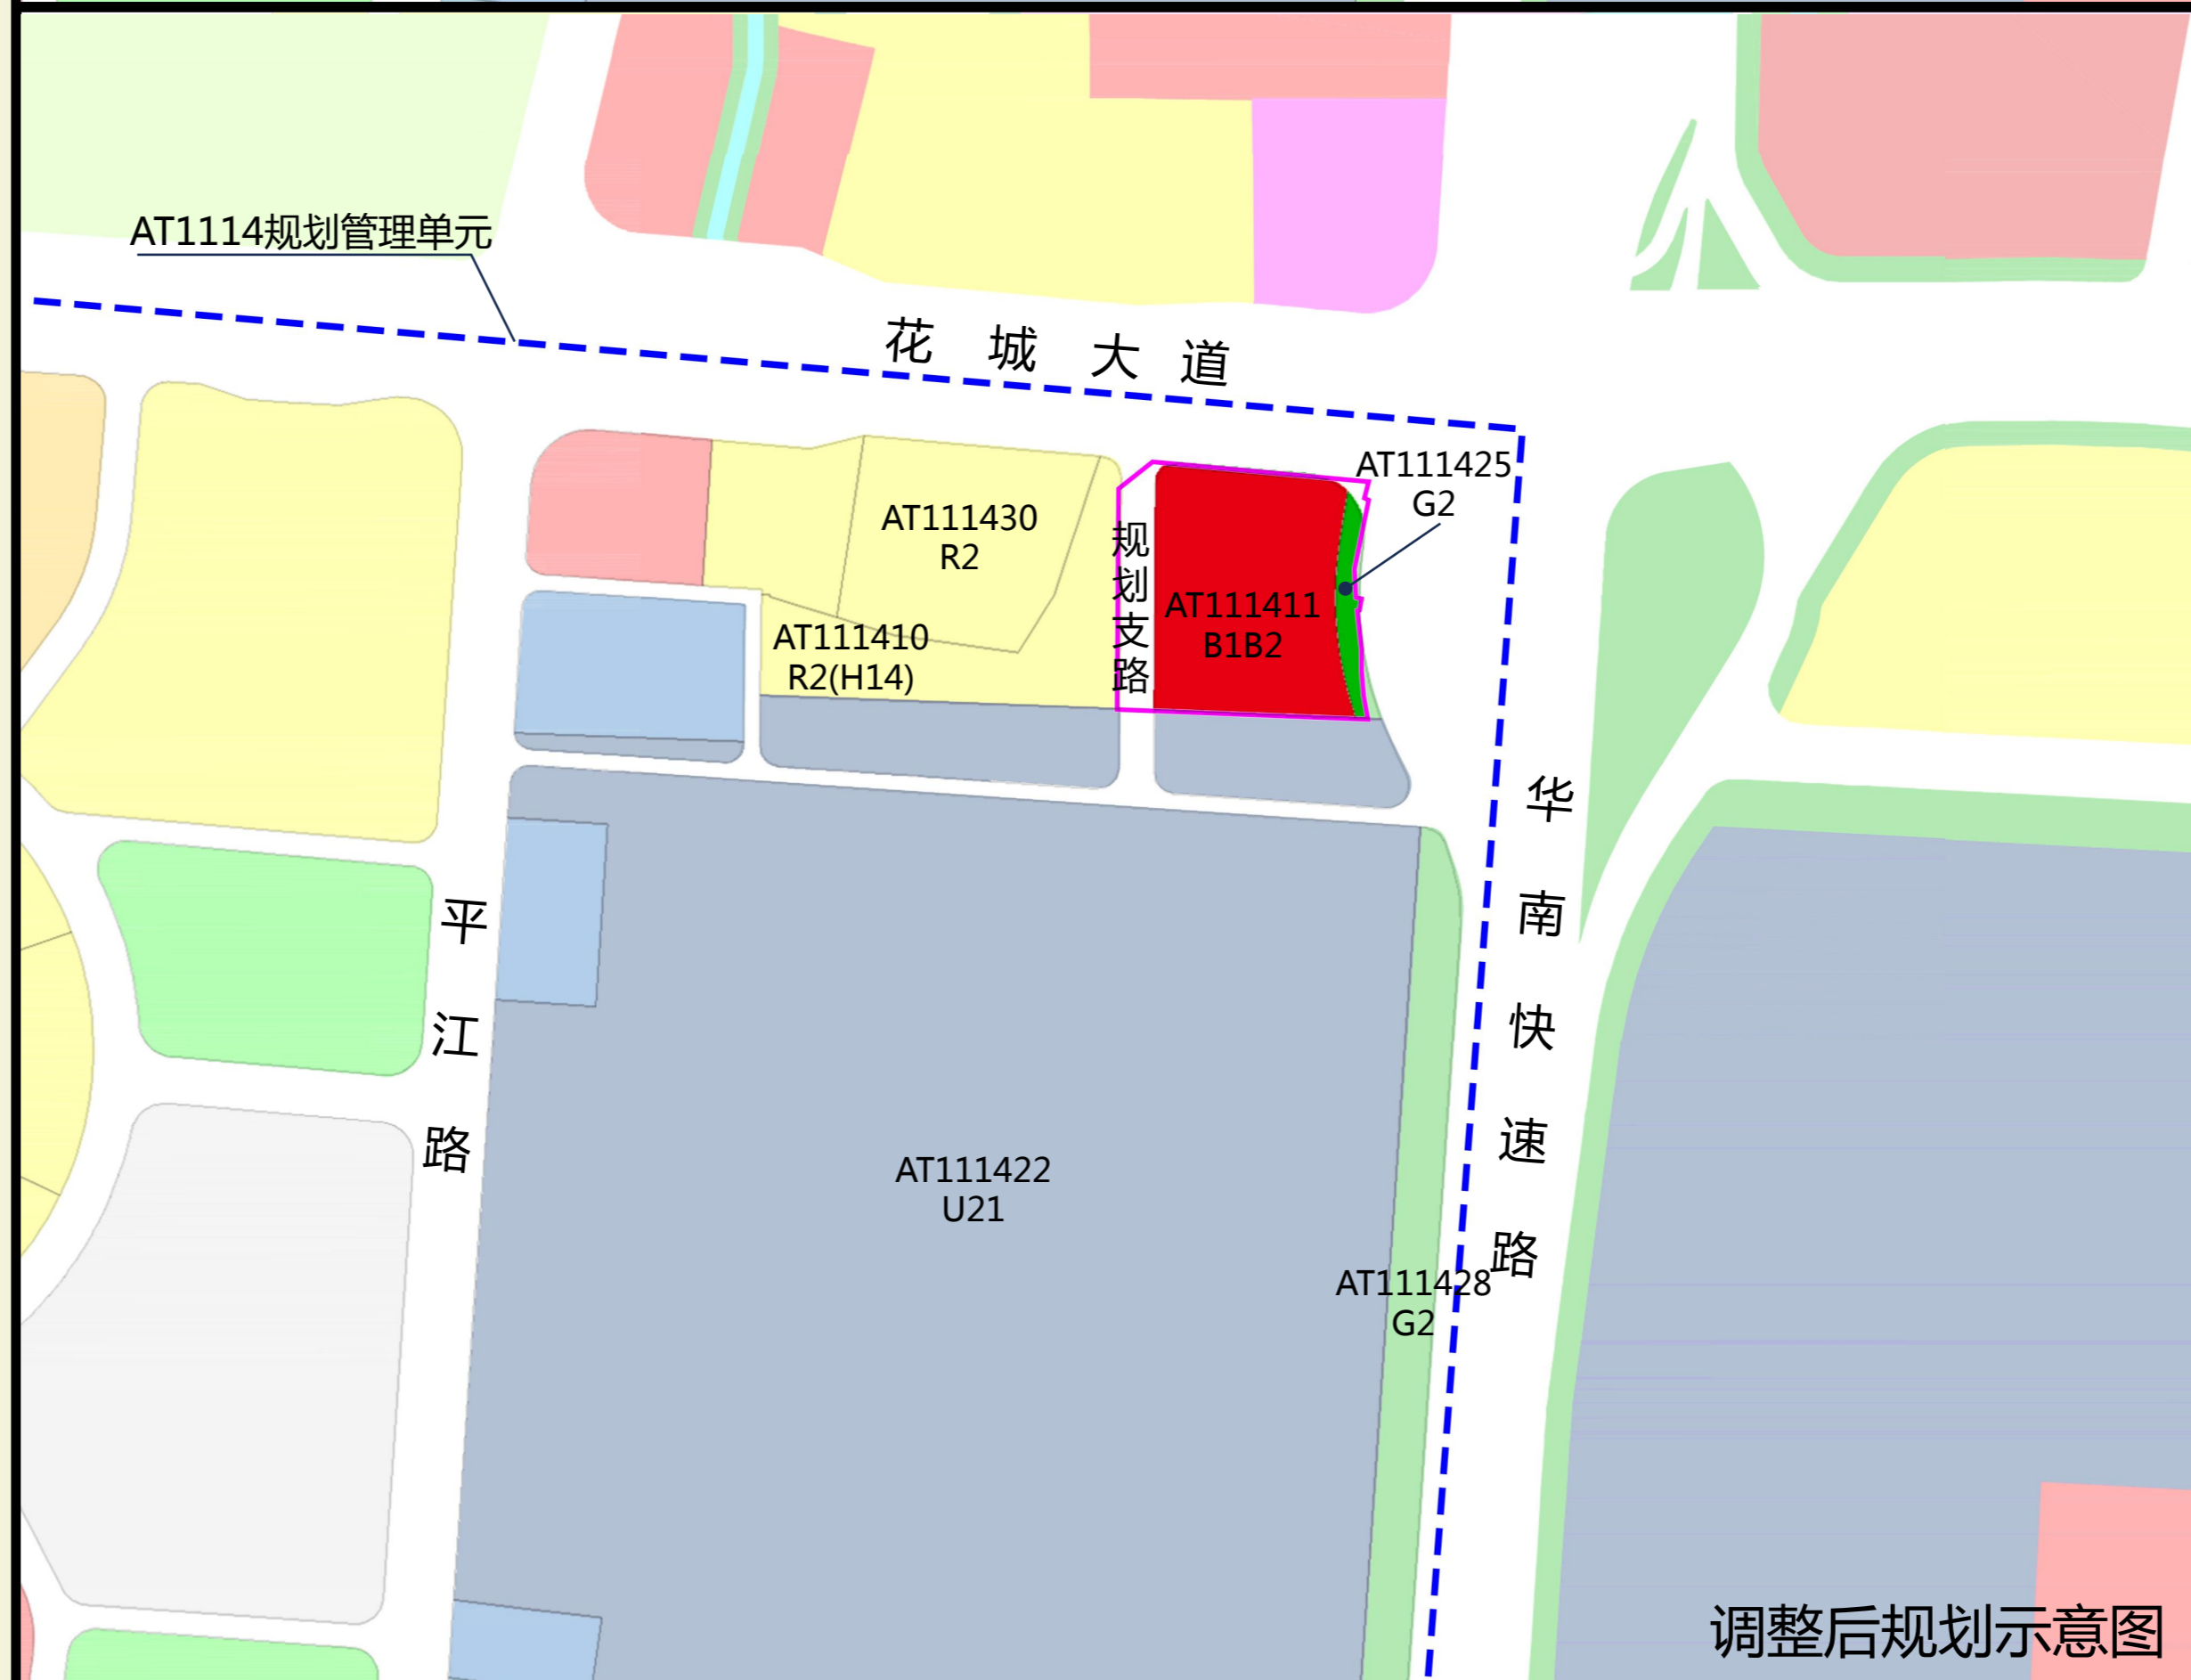 AT1114规划管理单元
花城大道
AT111425
G2
AT111430
R2
规划支路
AT111411
B1B2
AT111410
R2(H14)
华南快速路
平江路
AT111422
U21
AT111428
G2
调整后规划示意图